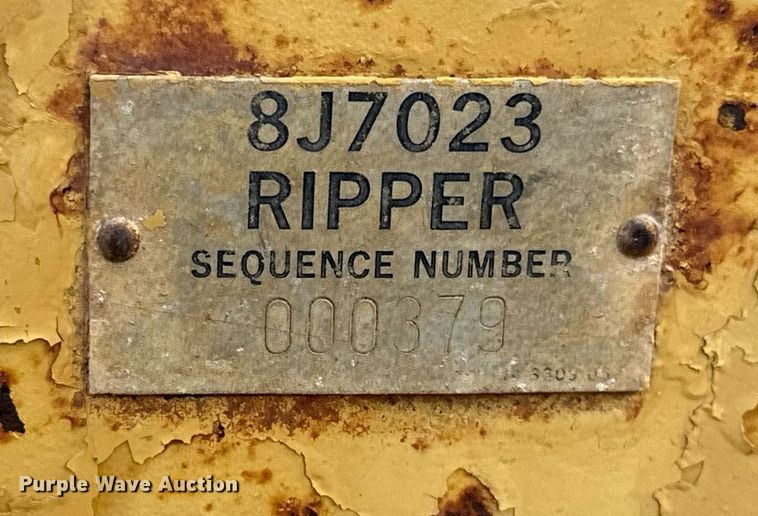 8J7023
RIPPER
SEQUENCE NUMBER
000379
Purple Wave Auction